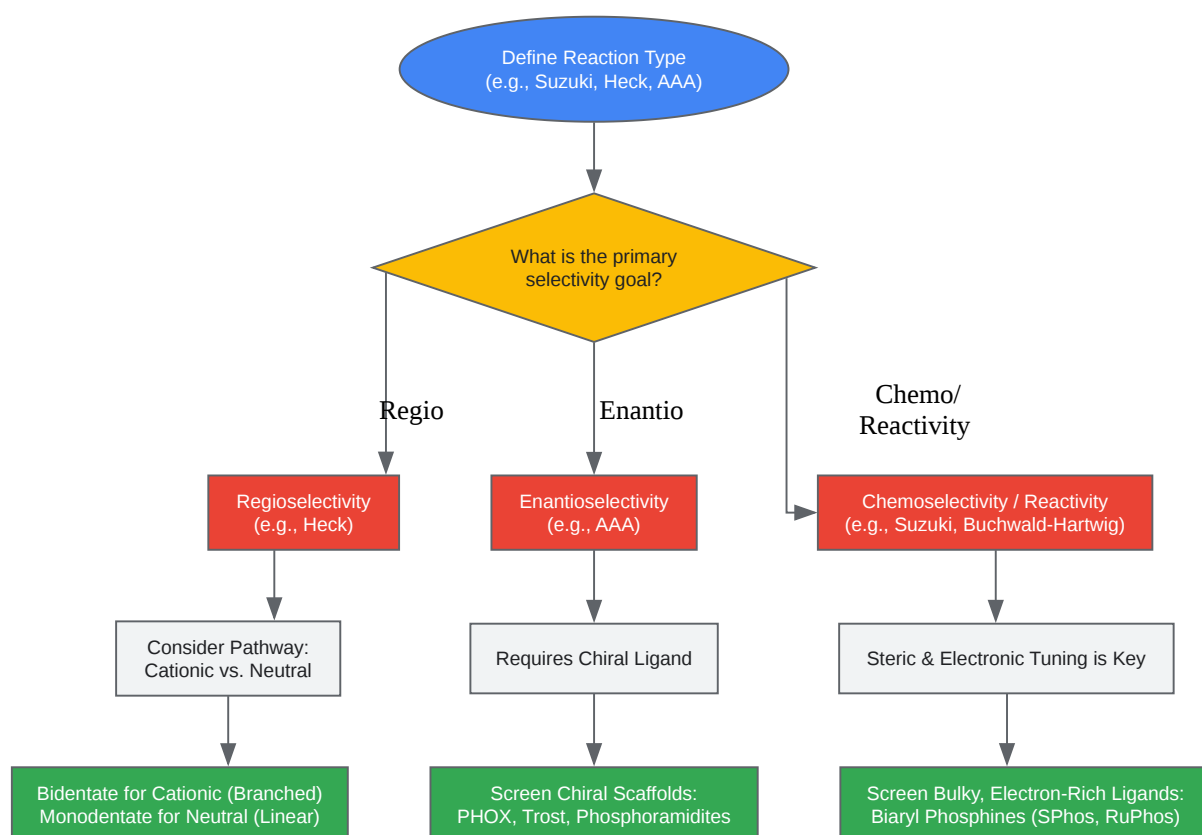 Define Reaction Type
(e.g., Suzuki, Heck, AAA)
What is the primary
selectivity goal?
Regio
Enantio
Chemo/
Reactivity
Regioselectivity
(e.g., Heck)
Enantioselectivity
(e.g., AAA)
Chemoselectivity / Reactivity
(e.g., Suzuki, Buchwald-Hartwig)
Consider Pathway:
Cationic vs. Neutral
Requires Chiral Ligand
Steric & Electronic Tuning is Key
Bidentate for Cationic (Branched)
Monodentate for Neutral (Linear)
Screen Chiral Scaffolds:
PHOX, Trost, Phosphoramidites
Screen Bulky, Electron-Rich Ligands:
Biaryl Phosphines (SPhos, RuPhos)